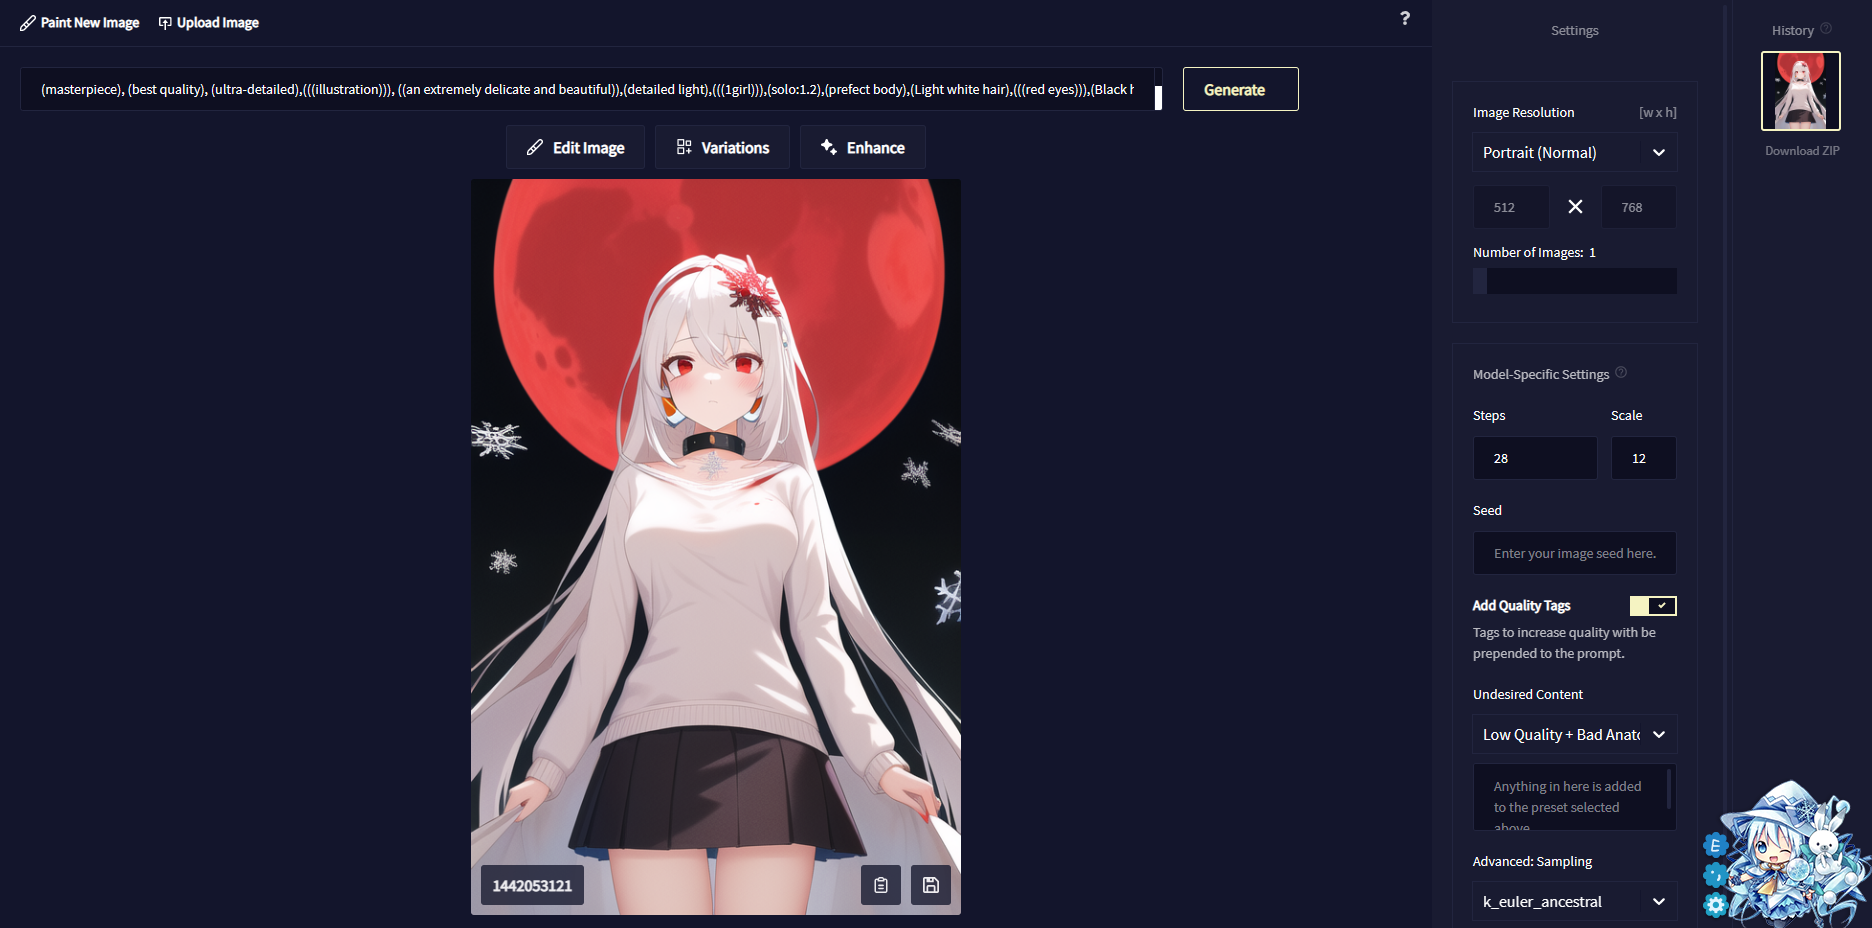 Paint New Image
Upload Image
?
(masterpiece), (best quality), (ultra-detailed),(((illustration))), ((an extremely delicate and beautiful)),(detailed light),(((1girl))),(solo:1.2),(prefect body),(Light white hair),(((red eyes))),(Black
Generate
Edit Image
Variations
Enhance
1442053121
Settings
Image Resolution
[w x h]
Portrait (Normal)
512
768
Number of Images: 1
Model-Specific Settings
Steps
Scale
28
12
Seed
Enter your image seed here.
Add Quality Tags
Tags to increase quality with be
prepended to the prompt.
Undesired Content
Low Quality + Bad Anato
Anything in here is added
to the preset selected
above.
Advanced: Sampling
k_euler_ancestral
History
Download ZIP
E